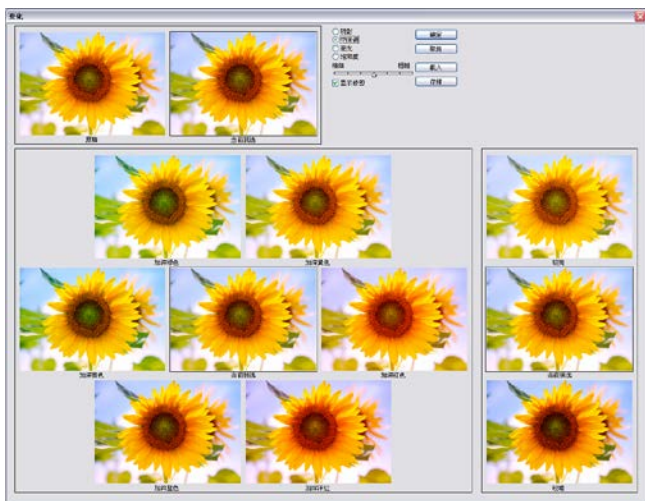 变化
阴影
中间调
高光
饱和度
精细
粗糙
显示修剪
确定
取消
载入
存储
原稿
当前挑选
加深绿色
加深黄色
加深青色
当前挑选
加深红色
加深蓝色
加深洋红
较亮
当前挑选
较暗